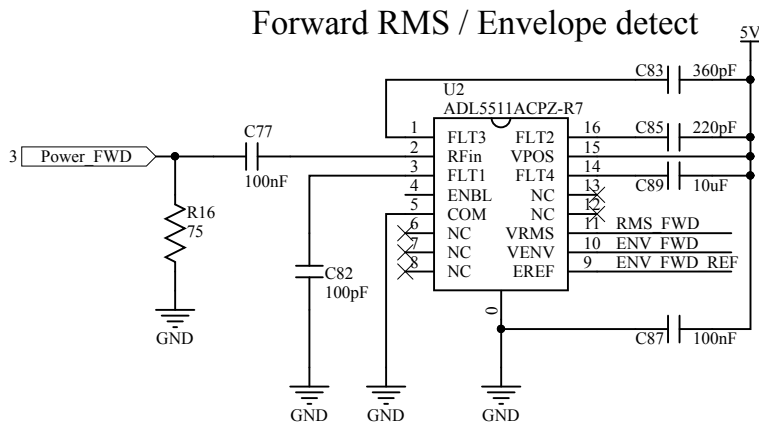 Forward RMS / Envelope detect
5V
C83 360pF
U2
ADL5511ACPZ-R7
C77
100nF
3 Power_FWD
R16
75
GND
1 FLT3 FLT2 16 C85 220pF
2 RFin VPOS 15
3 FLT1 FLT4 14 C89 10uF
4 ENBL NC 13
5 COM NC 12
6 NC VRMS 11 RMS_FWD
7 NC VENV 10 ENV_FWD
8 NC EREF 9 ENV_FWD_REF
C82
100pF
0
C87 100nF
GND GND GND